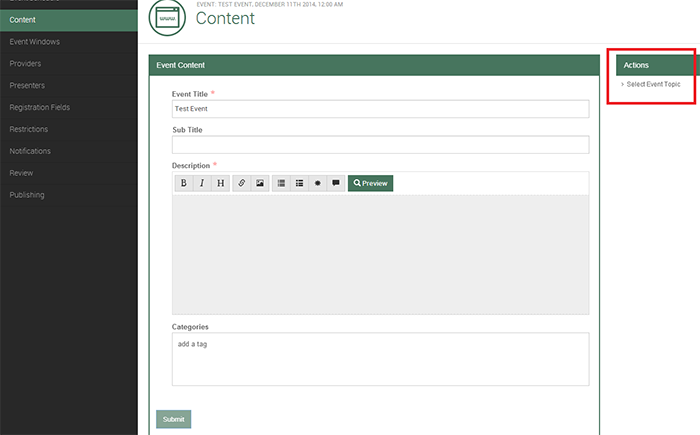 Content
Event Windows
Providers
Presenters
Registration Fields
Restrictions
Notifications
Review
Publishing
www.
EVENT: TEST EVENT, DECEMBER 11TH 2014, 12:00 AM
Content
Event Content
Event Title *
Test Event
Sub Title
Description *
B I H Preview
Categories
add a tag
Submit
Actions
› Select Event Topic